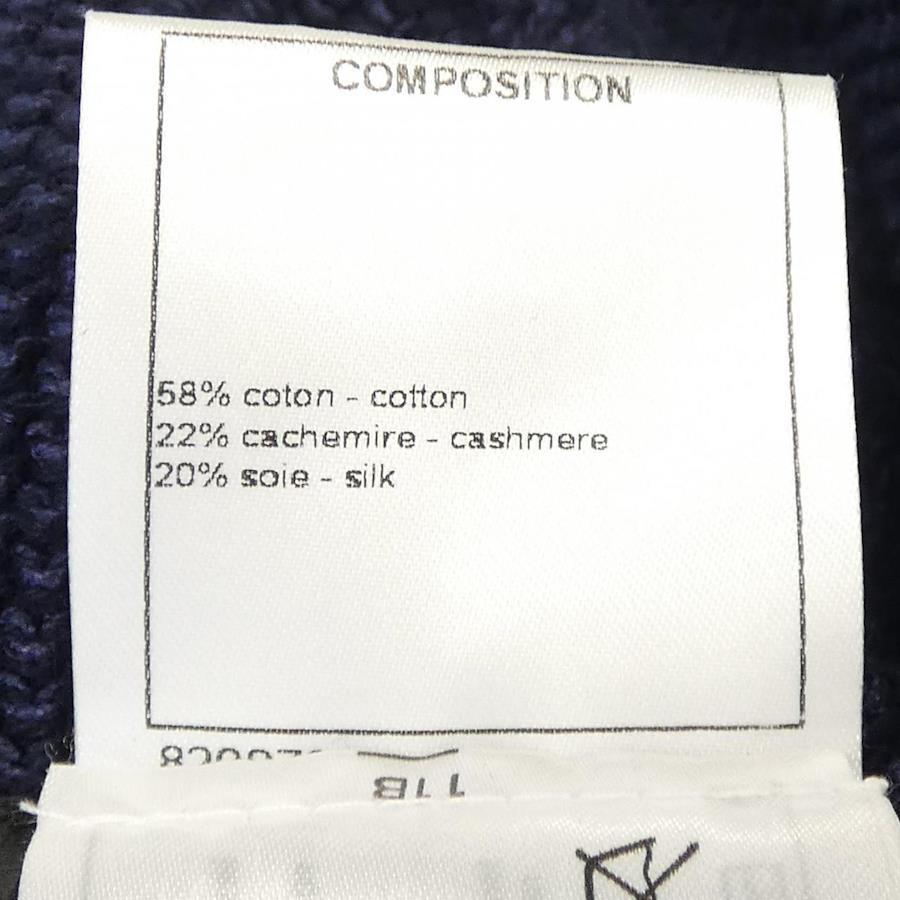 COMPOSITION
58% coton - cotton
22% cachemire - cashmere
20% soie - silk
11B